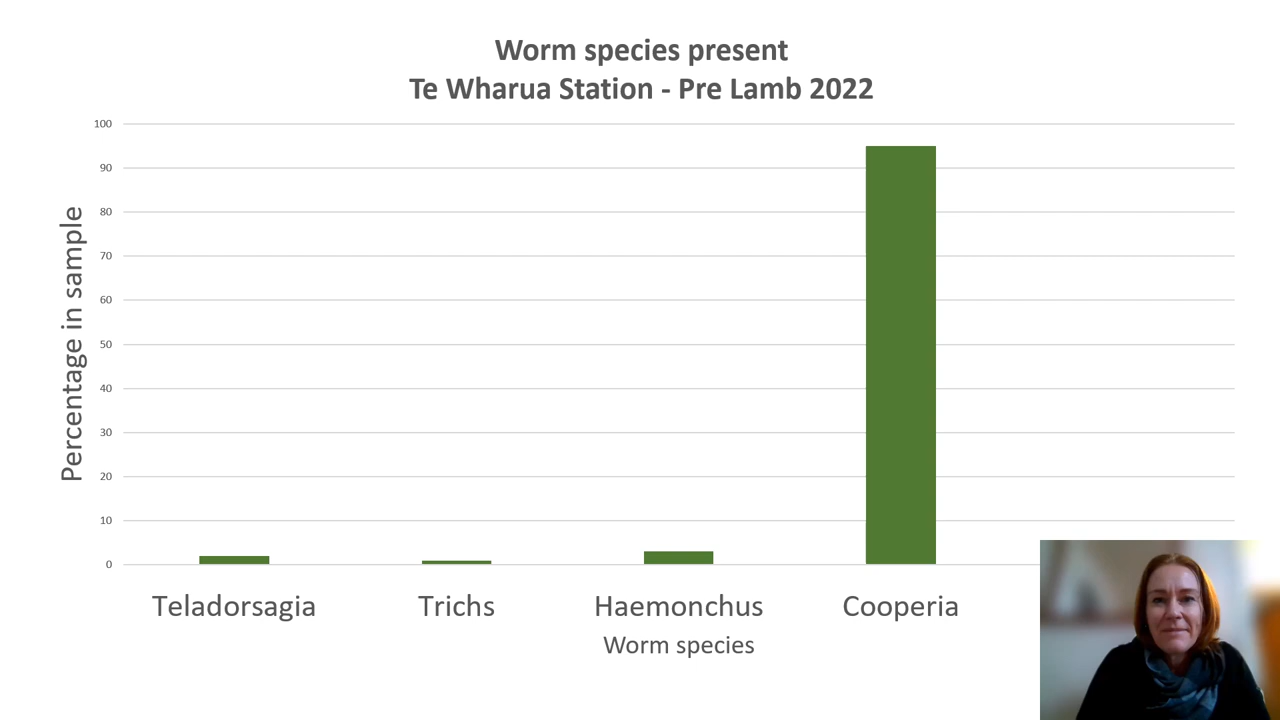 Worm species present
Te Wharua Station - Pre Lamb 2022
Percentage in sample
100
90
80
70
60
50
40
30
20
10
0
Teladorsagia Trichs Haemonchus Cooperia
Worm species